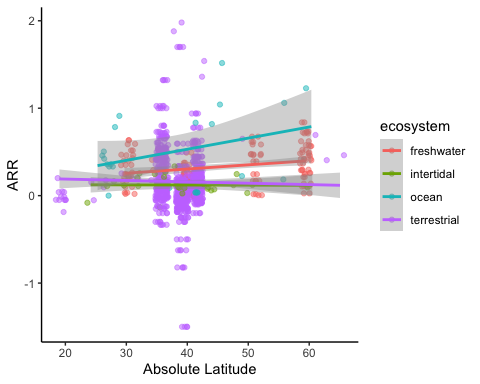 2
1
0
-1
ARR
20 30 40 50 60
Absolute Latitude
ecosystem
freshwater
intertidal
ocean
terrestrial